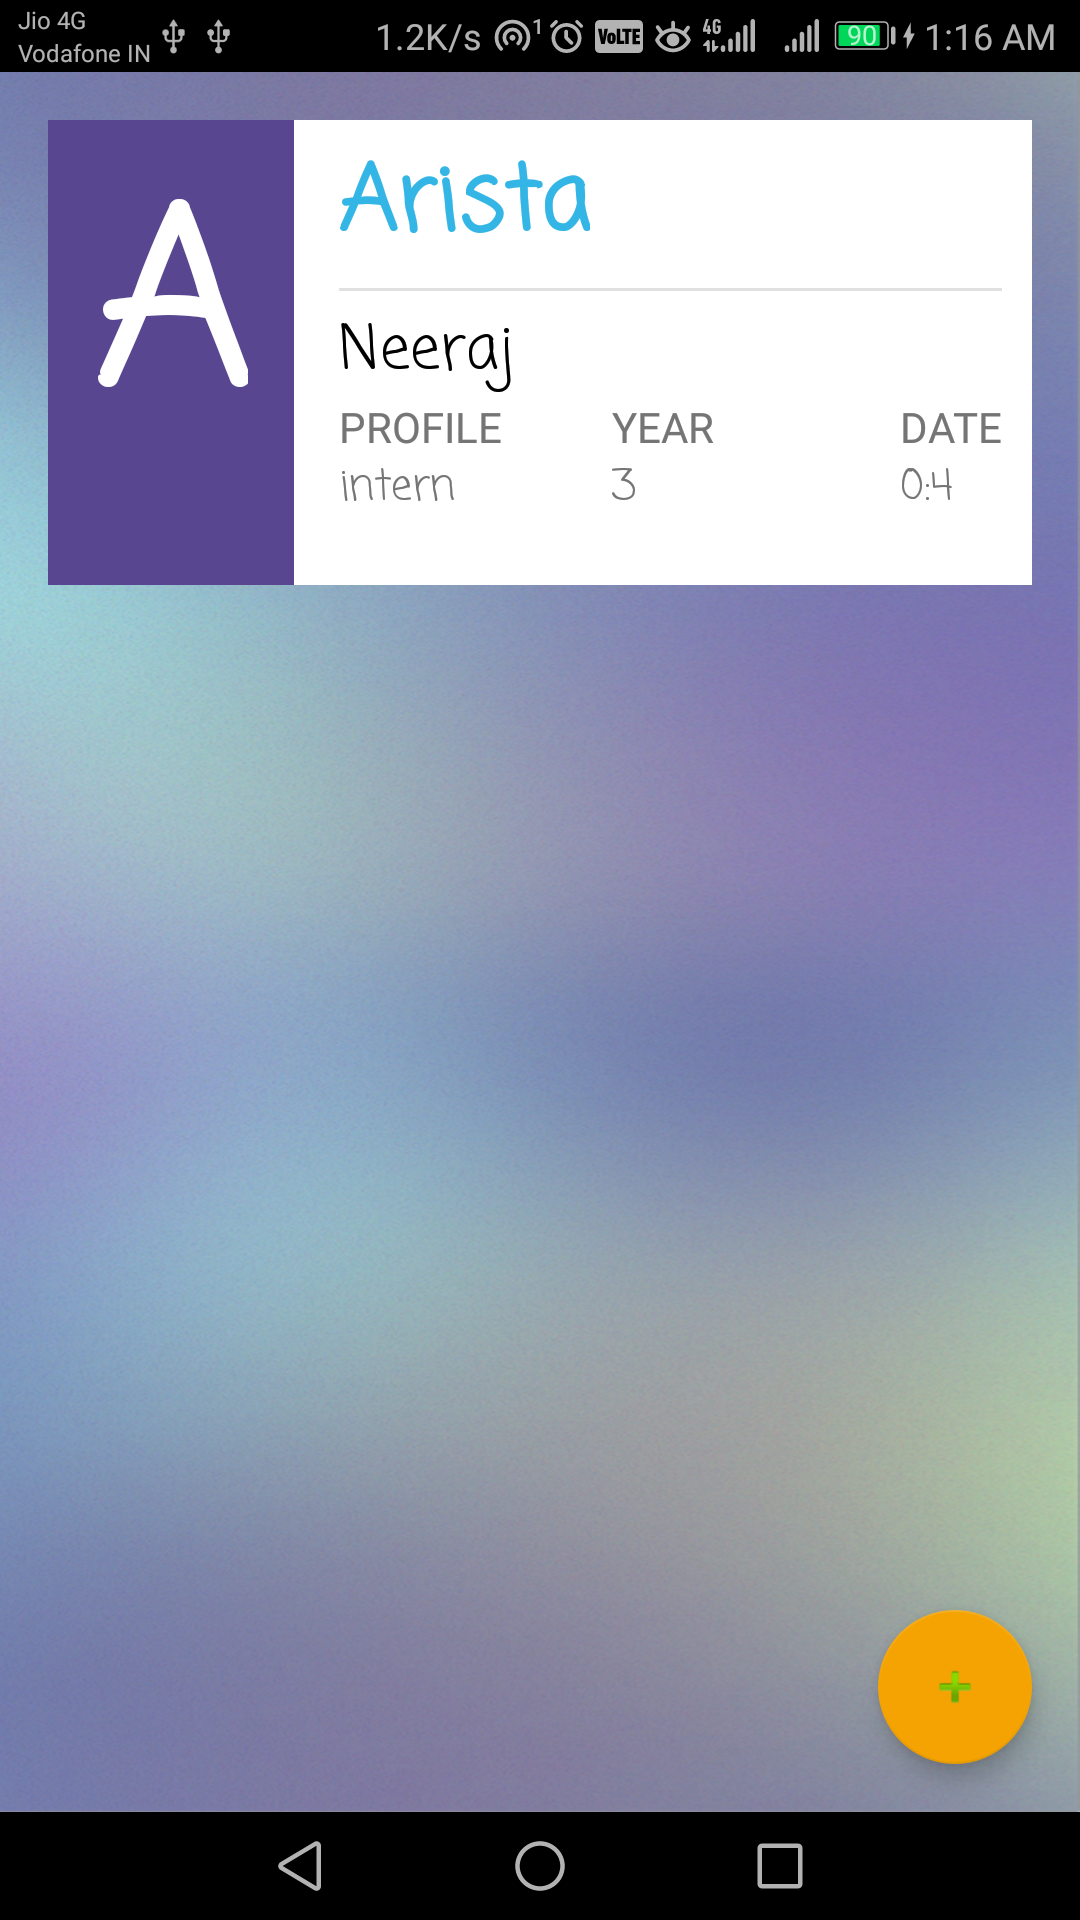 Jio 4G
Vodafone IN
1.2K/s 1 VoLTE 4G 90 1:16 AM
A
Arista
Neeraj
PROFILE YEAR DATE
intern 3 0:4